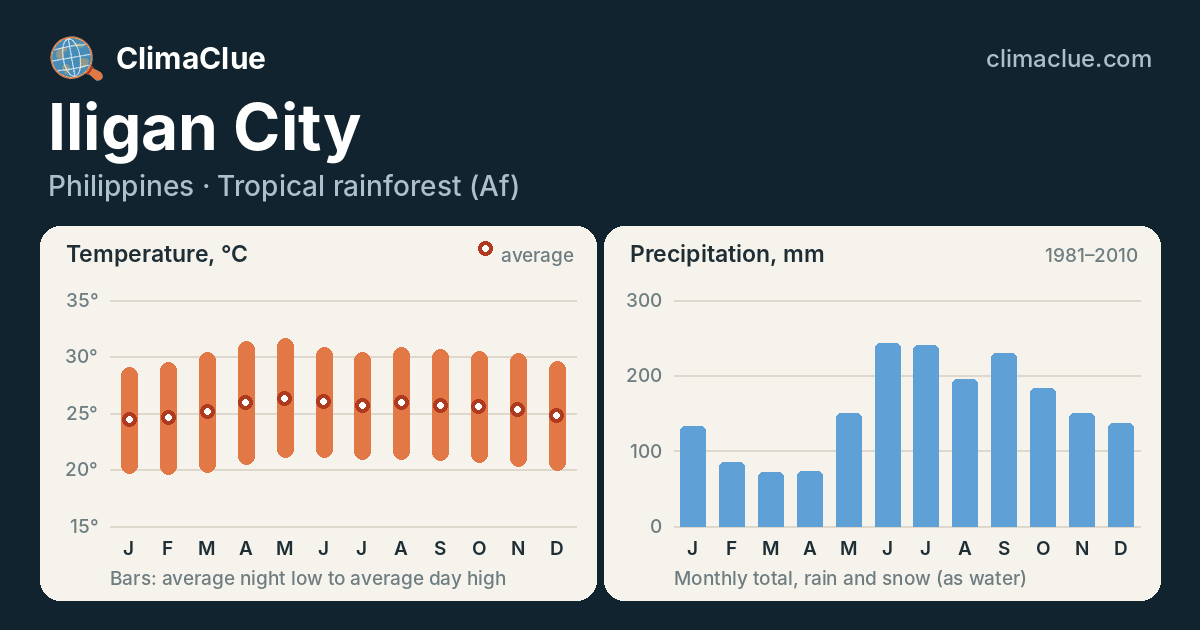 ClimaClue
climaclue.com
Iligan City
Philippines · Tropical rainforest (Af)
Temperature, °C
average
35°
30°
25°
20°
15°
J F M A M J J A S O N D
Bars: average night low to average day high
Precipitation, mm
1981–2010
300
200
100
0
J F M A M J J A S O N D
Monthly total, rain and snow (as water)